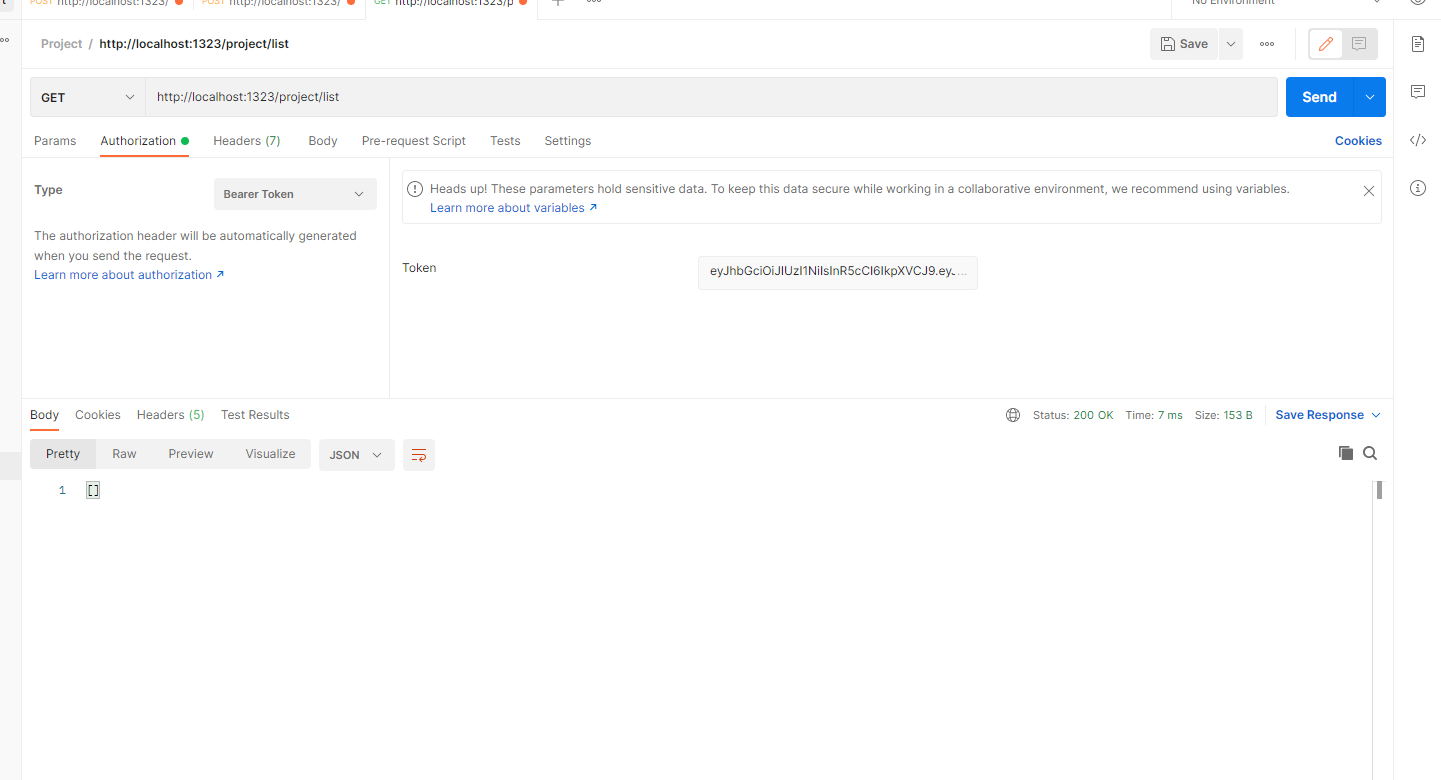 POST http://localhost:1323/ POST http://localhost:1323/ GET http://localhost:1323/p No Environment
Project / http://localhost:1323/project/list Save
GET http://localhost:1323/project/list Send
Params Authorization Headers (7) Body Pre-request Script Tests Settings Cookies
Type Bearer Token
The authorization header will be automatically generated
when you send the request.
Learn more about authorization ↗
Heads up! These parameters hold sensitive data. To keep this data secure while working in a collaborative environment, we recommend using variables.
Learn more about variables ↗
Token
Body Cookies Headers (5) Test Results Status: 200 OK Time: 7 ms Size: 153 B Save Response
Pretty Raw Preview Visualize JSON
1 []